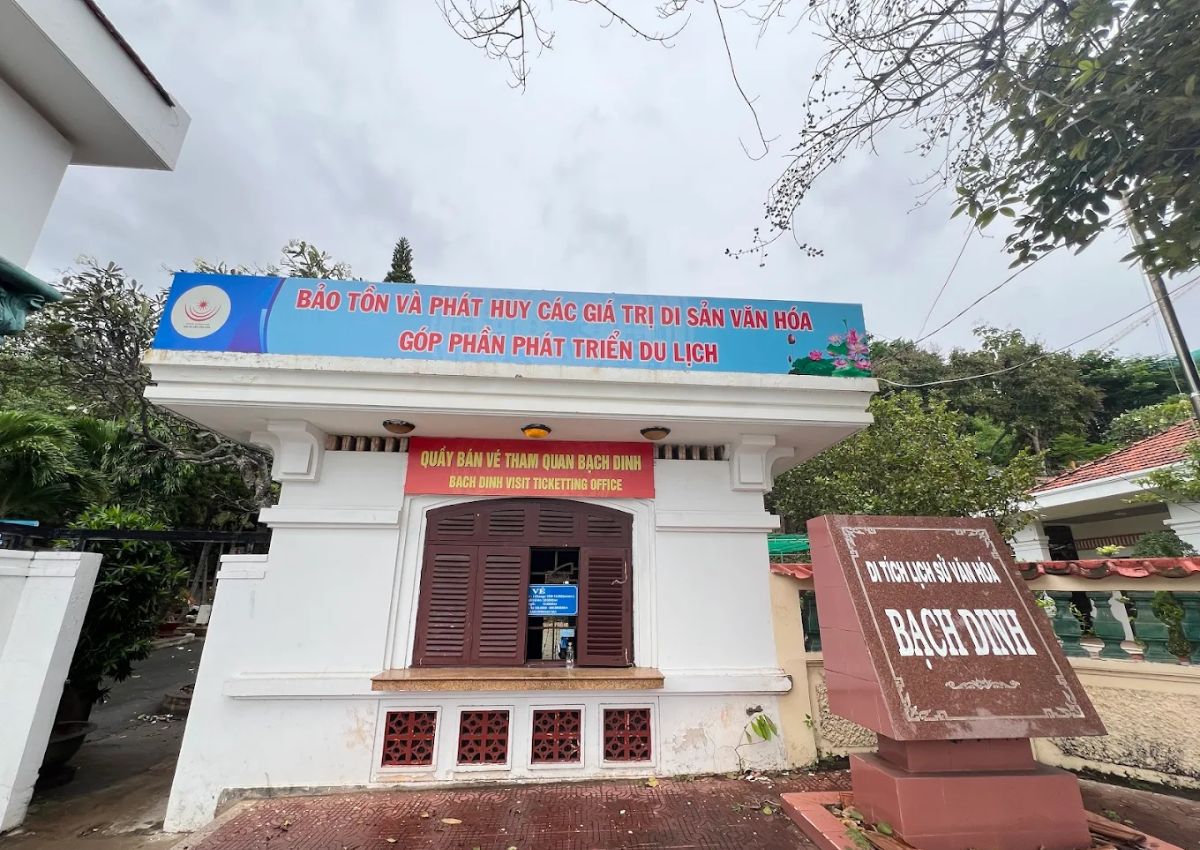 BẢO TỒN VÀ PHÁT HUY CÁC GIÁ TRỊ DI SẢN VĂN HÓA
GÓP PHẦN PHÁT TRIỂN DU LỊCH
QUẦY BÁN VÉ THAM QUAN BẠCH DINH
BACH DINH VISIT TICKETTING OFFICE
VÉ
DI TÍCH LỊCH SỬ VĂN HÓA
BẠCH DINH